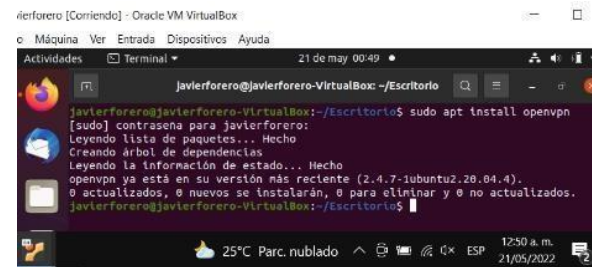 vierforero [Corriendo] - Oracle VM VirtualBox
o Máquina Ver Entrada Dispositivos Ayuda
Actividades Terminal 21 de may 00:49
javierforero@javierforero-VirtualBox: ~/Escritorio
javierforero@javierforero-VirtualBox:~/Escritorio$ sudo apt install openvpn
[sudo] contraseña para javierforero:
Leyendo lista de paquetes... Hecho
Creando árbol de dependencias
Leyendo la información de estado... Hecho
openvpn ya está en su versión más reciente (2.4.7-1ubuntu2.20.04.4).
0 actualizados, 0 nuevos se instalarán, 0 para eliminar y 0 no actualizados.
javierforero@javierforero-VirtualBox:~/Escritorio$
25°C Parc. nublado ESP 12:50 a. m.
21/05/2022 2